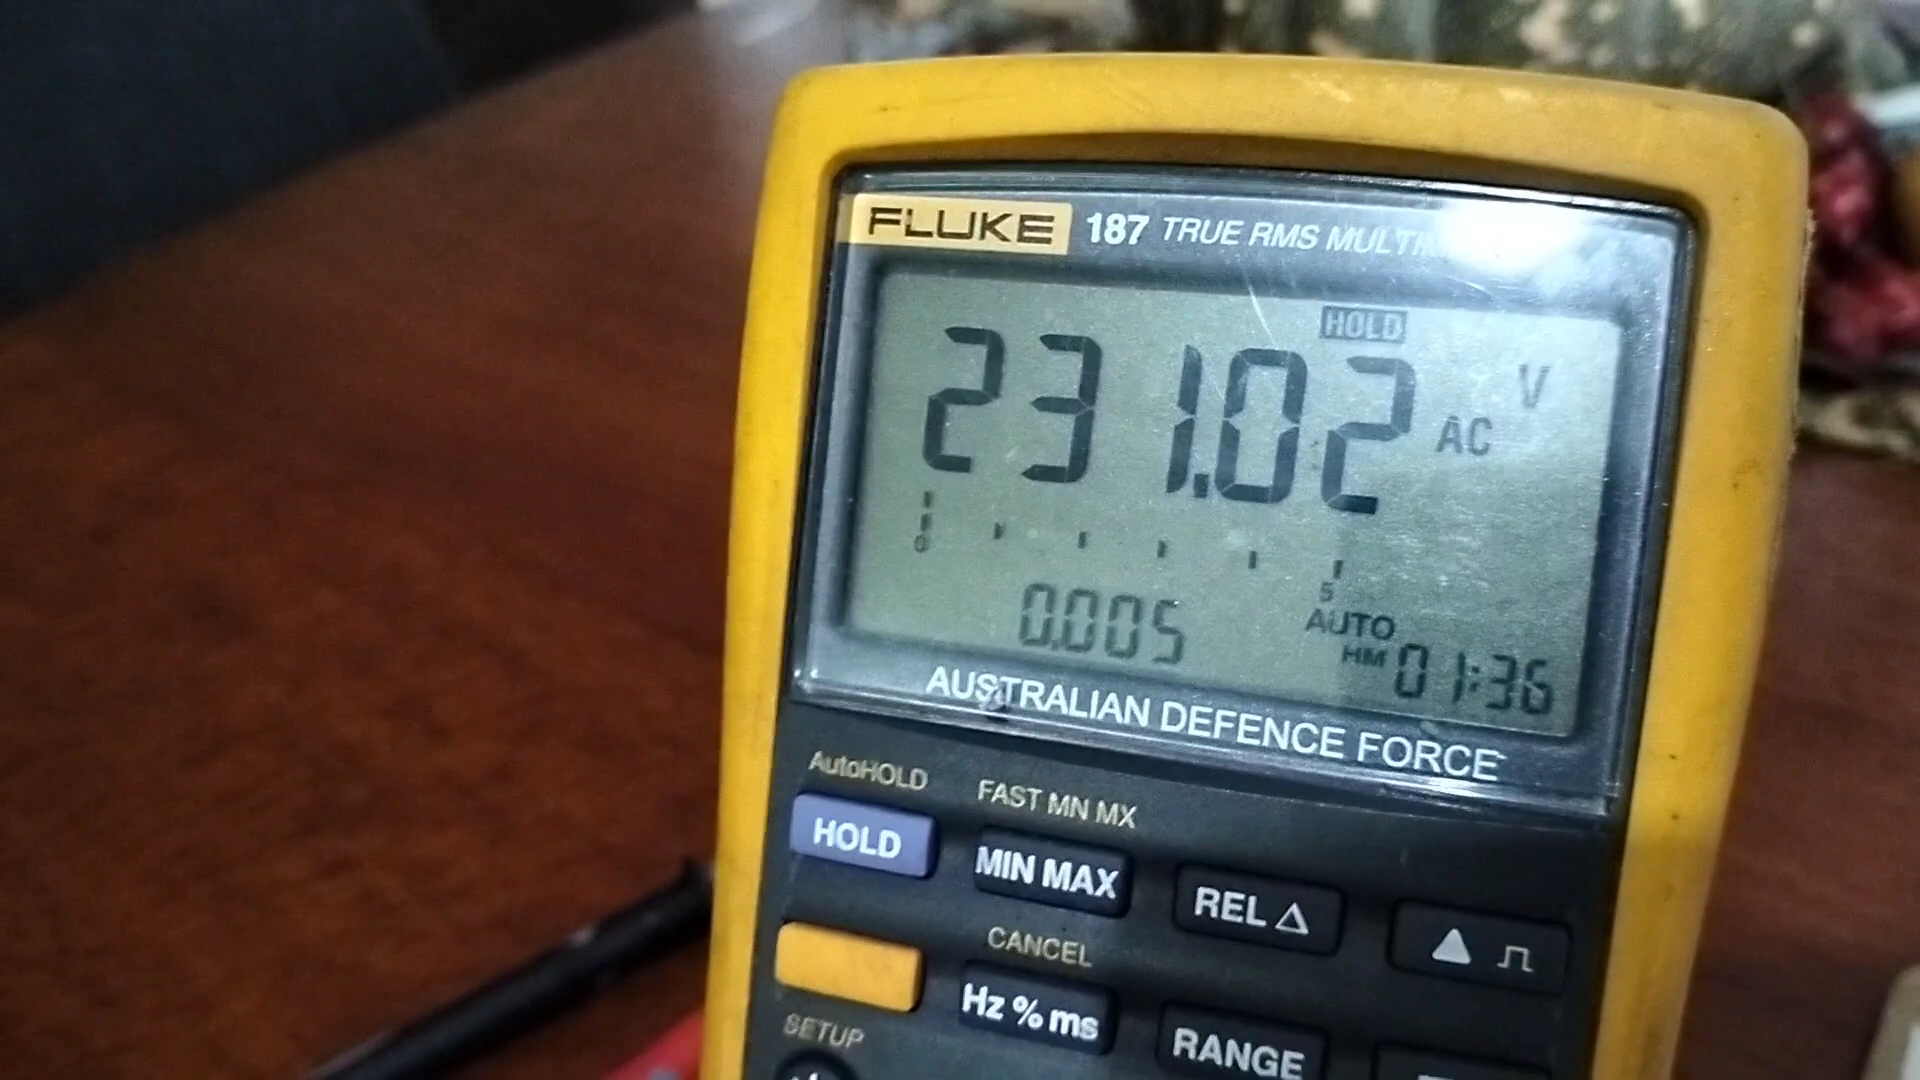 FLUKE 187 TRUE RMS
HOLD
231.02 AC V
0 5
0.005 AUTO
HM 01:36
AUSTRALIAN DEFENCE FORCE
AutoHOLD FAST MN MX
HOLD MIN MAX REL Δ
CANCEL
Hz % ms RANGE
SETUP